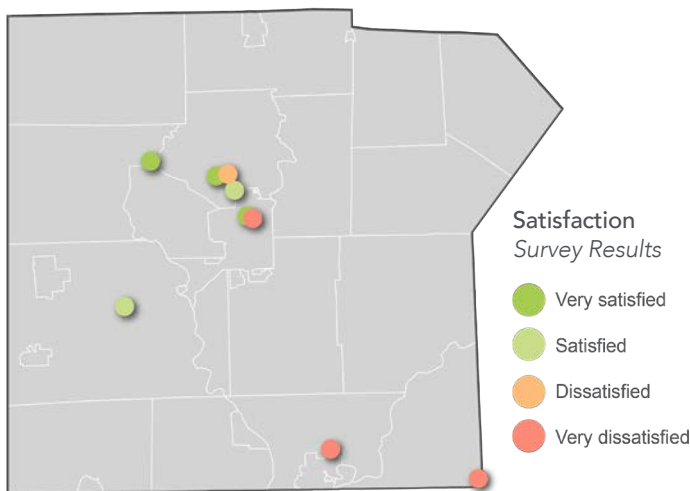 Satisfaction
Survey Results
Very satisfied
Satisfied
Dissatisfied
Very dissatisfied